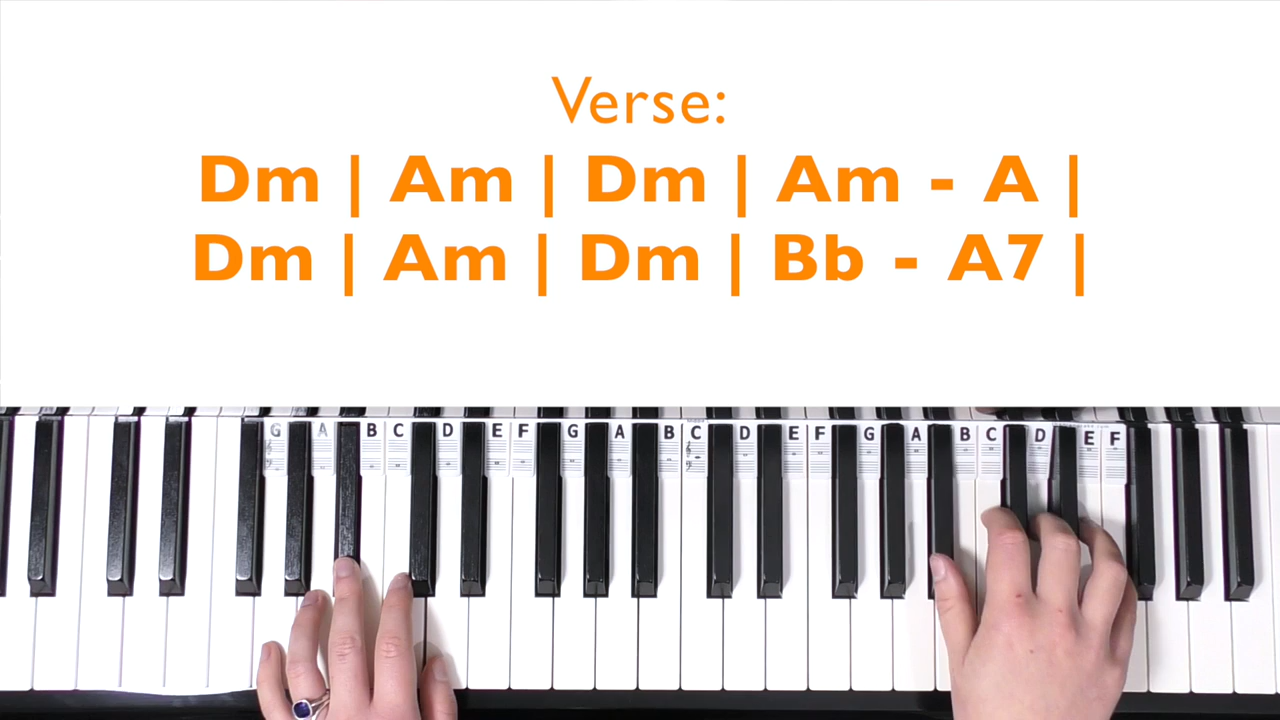 Verse:
Dm | Am | Dm | Am - A |
Dm | Am | Dm | Bb - A7 |
G A B C D E F G A B C D E F G A B C D E F